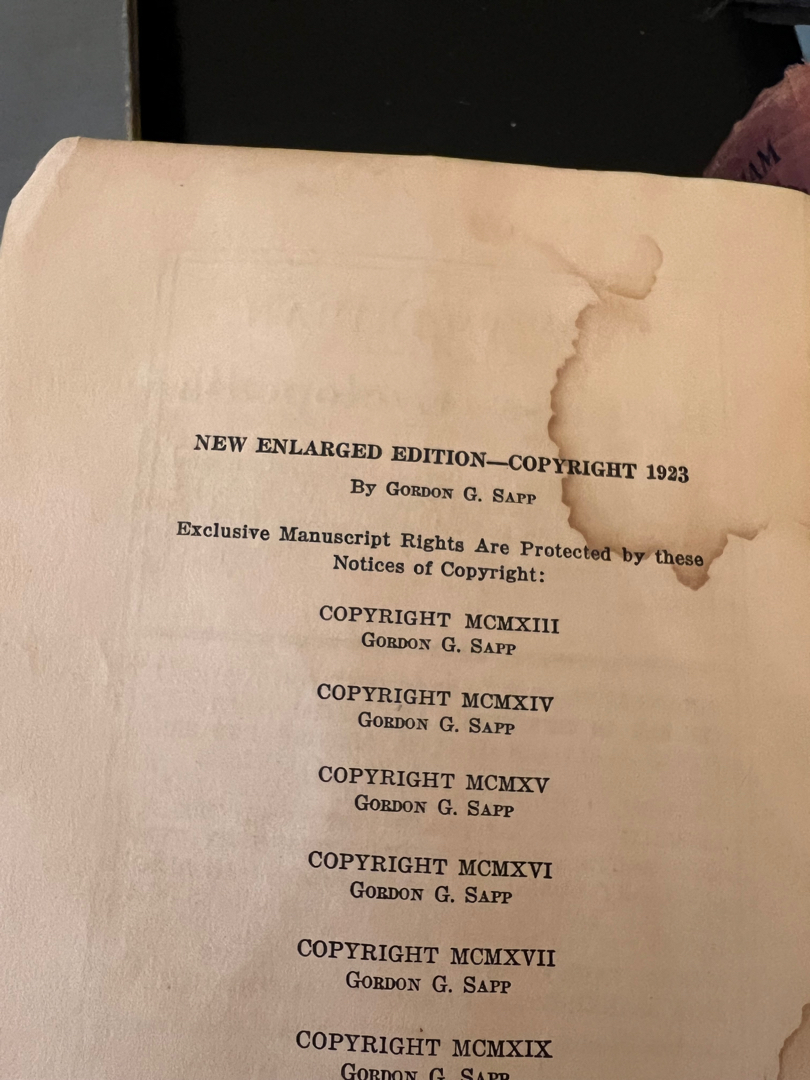 NEW ENLARGED EDITION—COPYRIGHT 1923
By GORDON G. SAPP
Exclusive Manuscript Rights Are Protected by these
Notices of Copyright:
COPYRIGHT MCMXIII
GORDON G. SAPP
COPYRIGHT MCMXIV
GORDON G. SAPP
COPYRIGHT MCMXV
GORDON G. SAPP
COPYRIGHT MCMXVI
GORDON G. SAPP
COPYRIGHT MCMXVII
GORDON G. SAPP
COPYRIGHT MCMXIX
GORDON G. SAPP